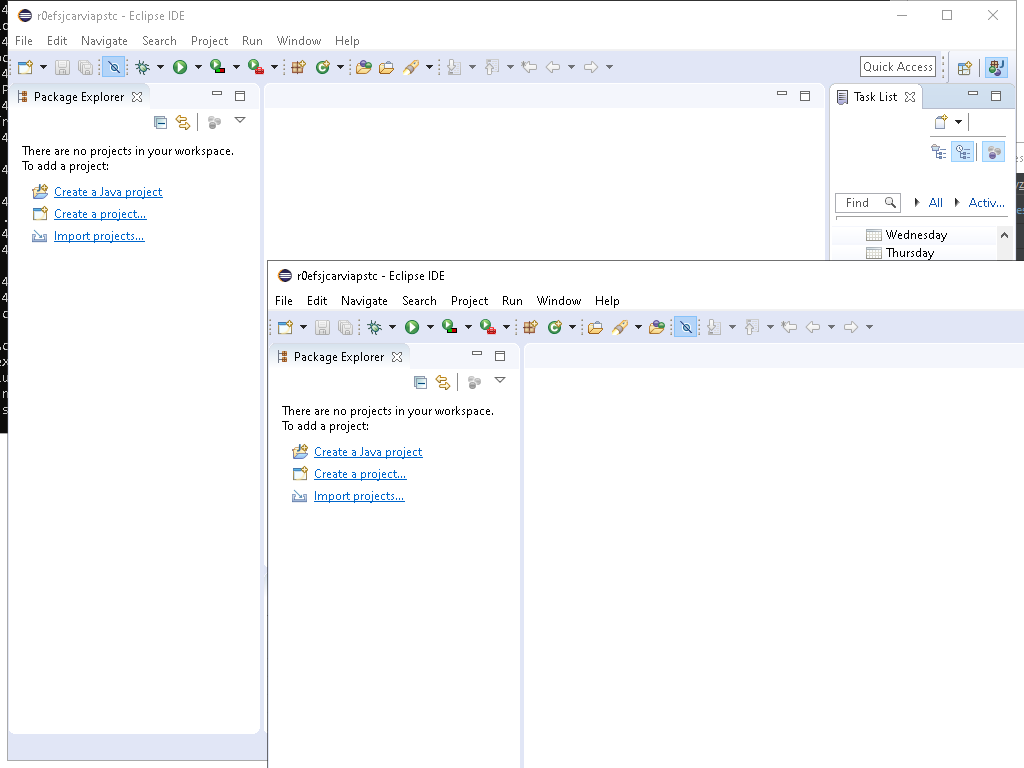 r0efsjcarviapstc - Eclipse IDE
File Edit Navigate Search Project Run Window Help
Quick Access
Package Explorer
Task List
There are no projects in your workspace.
To add a project:
Create a Java project
Create a project...
Import projects...
Find All Activ...
Wednesday
Thursday
r0efsjcarviapstc - Eclipse IDE
File Edit Navigate Search Project Run Window Help
Package Explorer
There are no projects in your workspace.
To add a project:
Create a Java project
Create a project...
Import projects...